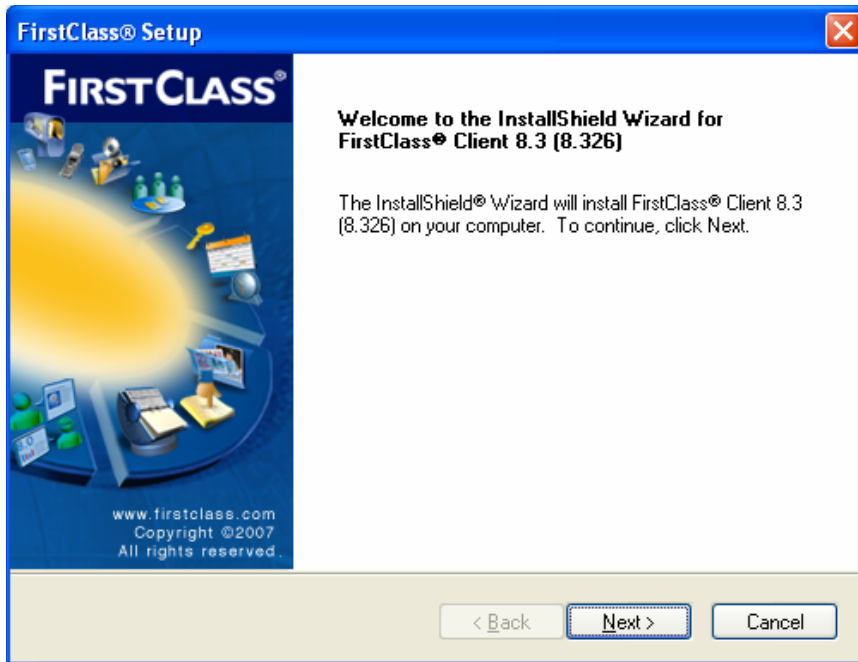 FirstClass® Setup
FIRSTCLASS®
Welcome to the InstallShield Wizard for
FirstClass® Client 8.3 (8.326)
The InstallShield® Wizard will install FirstClass® Client 8.3
(8.326) on your computer. To continue, click Next.
8.0
www.firstclass.com
Copyright ©2007
All rights reserved.
< Back
Next >
Cancel